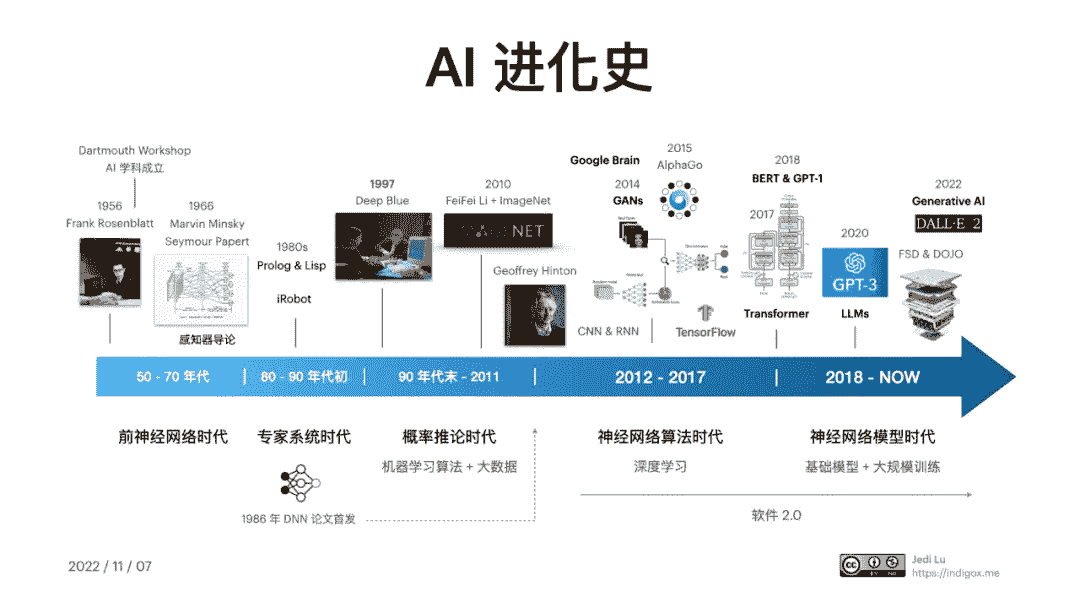 AI 进化史
Dartmouth Workshop
AI 学科成立
1956
Frank Rosenblatt
1966
Marvin Minsky
Seymour Papert
感知器导论
1980s
Prolog & Lisp
iRobot
1997
Deep Blue
2010
FeiFei Li + ImageNet
NET
Geoffrey Hinton
Google Brain
2014
GANs
2015
AlphaGo
CNN & RNN
TensorFlow
2018
BERT & GPT-1
2017
Transformer
2020
GPT-3
LLMs
2022
Generative AI
DALL·E 2
FSD & DOJO
50 - 70 年代
80 - 90 年代初
90 年代末 - 2011
2012 - 2017
2018 - NOW
前神经网络时代
专家系统时代
概率推论时代
神经网络算法时代
神经网络模型时代
机器学习算法 + 大数据
深度学习
基础模型 + 大规模训练
1986 年 DNN 论文首发
软件 2.0
2022 / 11 / 07
cc
Jedi Lu
https://indigox.me